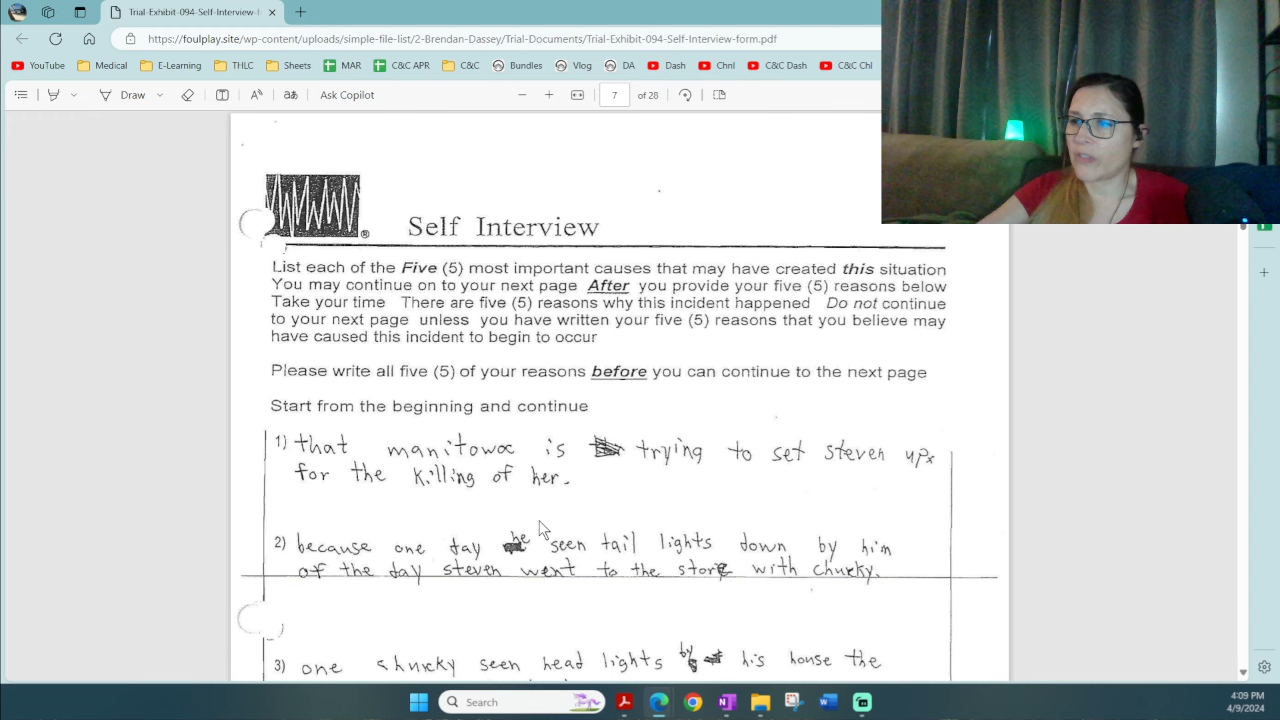 Trial-Exhibit-094-Self-Interview-f
https://foulplay.site/wp-content/uploads/simple-file-list/2-Brendan-Dassey/Trial-Documents/Trial-Exhibit-094-Self-Interview-form.pdf
YouTube Medical E-Learning THLC Sheets MAR C&C APR C&C Bundles Vlog DA Dash Chnl C&C Dash C&C Chl
Draw Ask Copilot 7 of 28
® Self Interview
List each of the Five (5) most important causes that may have created this situation
You may continue on to your next page After you provide your five (5) reasons below
Take your time There are five (5) reasons why this incident happened Do not continue
to your next page unless you have written your five (5) reasons that you believe may
have caused this incident to begin to occur
Please write all five (5) of your reasons before you can continue to the next page
Start from the beginning and continue
1) that manitowoc is trying to set steven up
for the killing of her.
2) because one day he seen tail lights down by him
of the day steven went to the store with chucky.
3) one chucky seen head lights by his house the
Search
4:09 PM
4/9/2024